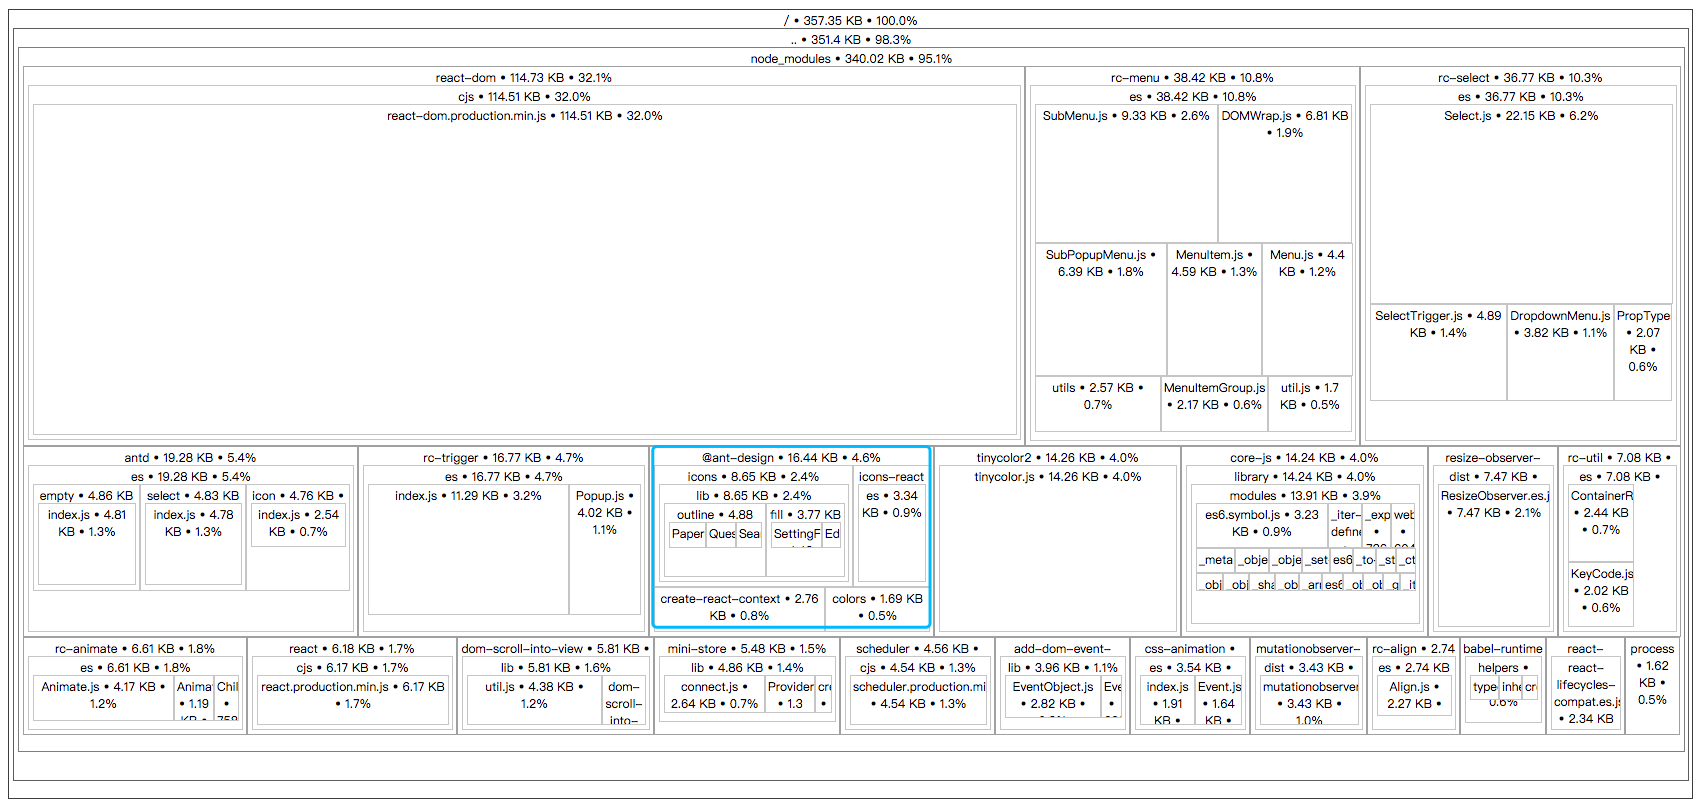 / • 357.35 KB • 100.0%
.. • 351.4 KB • 98.3%
node_modules • 340.02 KB • 95.1%
react-dom • 114.73 KB • 32.1%
cjs • 114.51 KB • 32.0%
react-dom.production.min.js • 114.51 KB • 32.0%
rc-menu • 38.42 KB • 10.8%
es • 38.42 KB • 10.8%
SubMenu.js • 9.33 KB • 2.6%
DOMWrap.js • 6.81 KB
• 1.9%
SubPopupMenu.js •
6.39 KB • 1.8%
MenuItem.js •
4.59 KB • 1.3%
Menu.js • 4.4
KB • 1.2%
utils • 2.57 KB •
0.7%
MenuItemGroup.js
• 2.17 KB • 0.6%
util.js • 1.7
KB • 0.5%
rc-select • 36.77 KB • 10.3%
es • 36.77 KB • 10.3%
Select.js • 22.15 KB • 6.2%
SelectTrigger.js • 4.89
KB • 1.4%
DropdownMenu.js
• 3.82 KB • 1.1%
PropType
• 2.07
KB •
0.6%
antd • 19.28 KB • 5.4%
es • 19.28 KB • 5.4%
empty • 4.86 KB
index.js • 4.81
KB • 1.3%
select • 4.83 KB
index.js • 4.78
KB • 1.3%
icon • 4.76 KB •
index.js • 2.54
KB • 0.7%
rc-trigger • 16.77 KB • 4.7%
es • 16.77 KB • 4.7%
index.js • 11.29 KB • 3.2%
Popup.js •
4.02 KB •
1.1%
@ant-design • 16.44 KB • 4.6%
icons • 8.65 KB • 2.4%
lib • 8.65 KB • 2.4%
outline • 4.88
Paper
Ques
Sea
fill • 3.77 KB
SettingF
Ed
icons-react
es • 3.34
KB • 0.9%
create-react-context • 2.76
KB • 0.8%
colors • 1.69 KB
• 0.5%
tinycolor2 • 14.26 KB • 4.0%
tinycolor.js • 14.26 KB • 4.0%
core-js • 14.24 KB • 4.0%
library • 14.24 KB • 4.0%
modules • 13.91 KB • 3.9%
es6.symbol.js • 3.23
KB • 0.9%
_iter-
define
_exp
•
web
•
_meta
_obje
_obje
_set
es6
_to-
_st
_ct
_obj
_obj
_sha
_ob
_arr
es6
_ob
_ob
_g
_it
resize-observer-
dist • 7.47 KB •
ResizeObserver.es.j
• 7.47 KB • 2.1%
rc-util • 7.08 KB •
es • 7.08 KB •
ContainerR
• 2.44 KB
• 0.7%
KeyCode.js
• 2.02 KB
• 0.6%
rc-animate • 6.61 KB • 1.8%
es • 6.61 KB • 1.8%
Animate.js • 4.17 KB •
1.2%
Animat
• 1.19
KB •
Chil
•
758
react • 6.18 KB • 1.7%
cjs • 6.17 KB • 1.7%
react.production.min.js • 6.17 KB
• 1.7%
dom-scroll-into-view • 5.81 KB •
lib • 5.81 KB • 1.6%
util.js • 4.38 KB •
1.2%
dom-
scroll-
into-
mini-store • 5.48 KB • 1.5%
lib • 4.86 KB • 1.4%
connect.js •
2.64 KB • 0.7%
Provider
• 1.3
cre
•
scheduler • 4.56 KB •
cjs • 4.54 KB • 1.3%
scheduler.production.mi
• 4.54 KB • 1.3%
add-dom-event-
lib • 3.96 KB • 1.1%
EventObject.js
• 2.82 KB •
Eve
•
css-animation •
es • 3.54 KB
index.js
• 1.91
KB •
Event.js
• 1.64
KB •
mutationobserver-
dist • 3.43 KB •
mutationobserver
• 3.43 KB •
1.0%
rc-align • 2.74
es • 2.74 KB
Align.js •
2.27 KB •
babel-runtime
helpers •
type
inhe
cr
0.6%
react-
react-
lifecycles-
compat.es.js
• 2.34 KB
process
• 1.62
KB •
0.5%